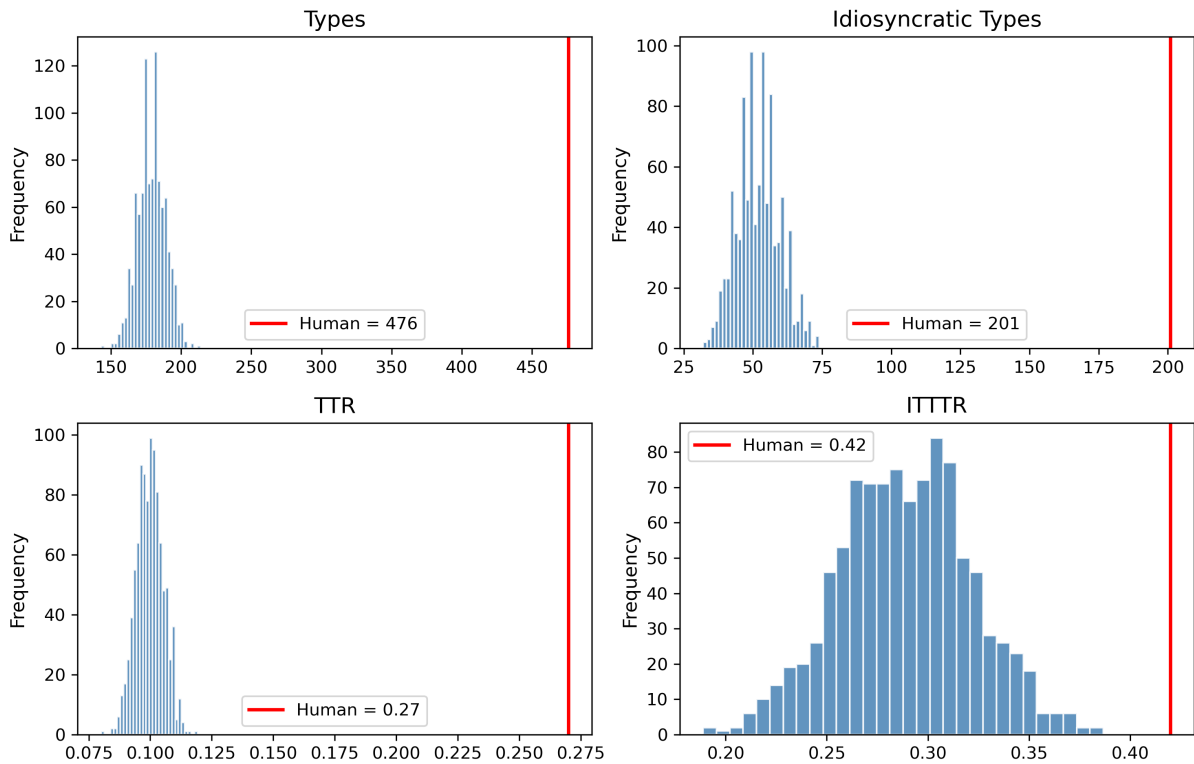 Types
Frequency
120
100
80
60
40
20
0
150 200 250 300 350 400 450
Human = 476
Idiosyncratic Types
Frequency
100
80
60
40
20
0
25 50 75 100 125 150 175 200
Human = 201
TTR
Frequency
100
80
60
40
20
0
0.075 0.100 0.125 0.150 0.175 0.200 0.225 0.250 0.275
Human = 0.27
ITTTR
Frequency
80
70
60
50
40
30
20
10
0
0.20 0.25 0.30 0.35 0.40
Human = 0.42